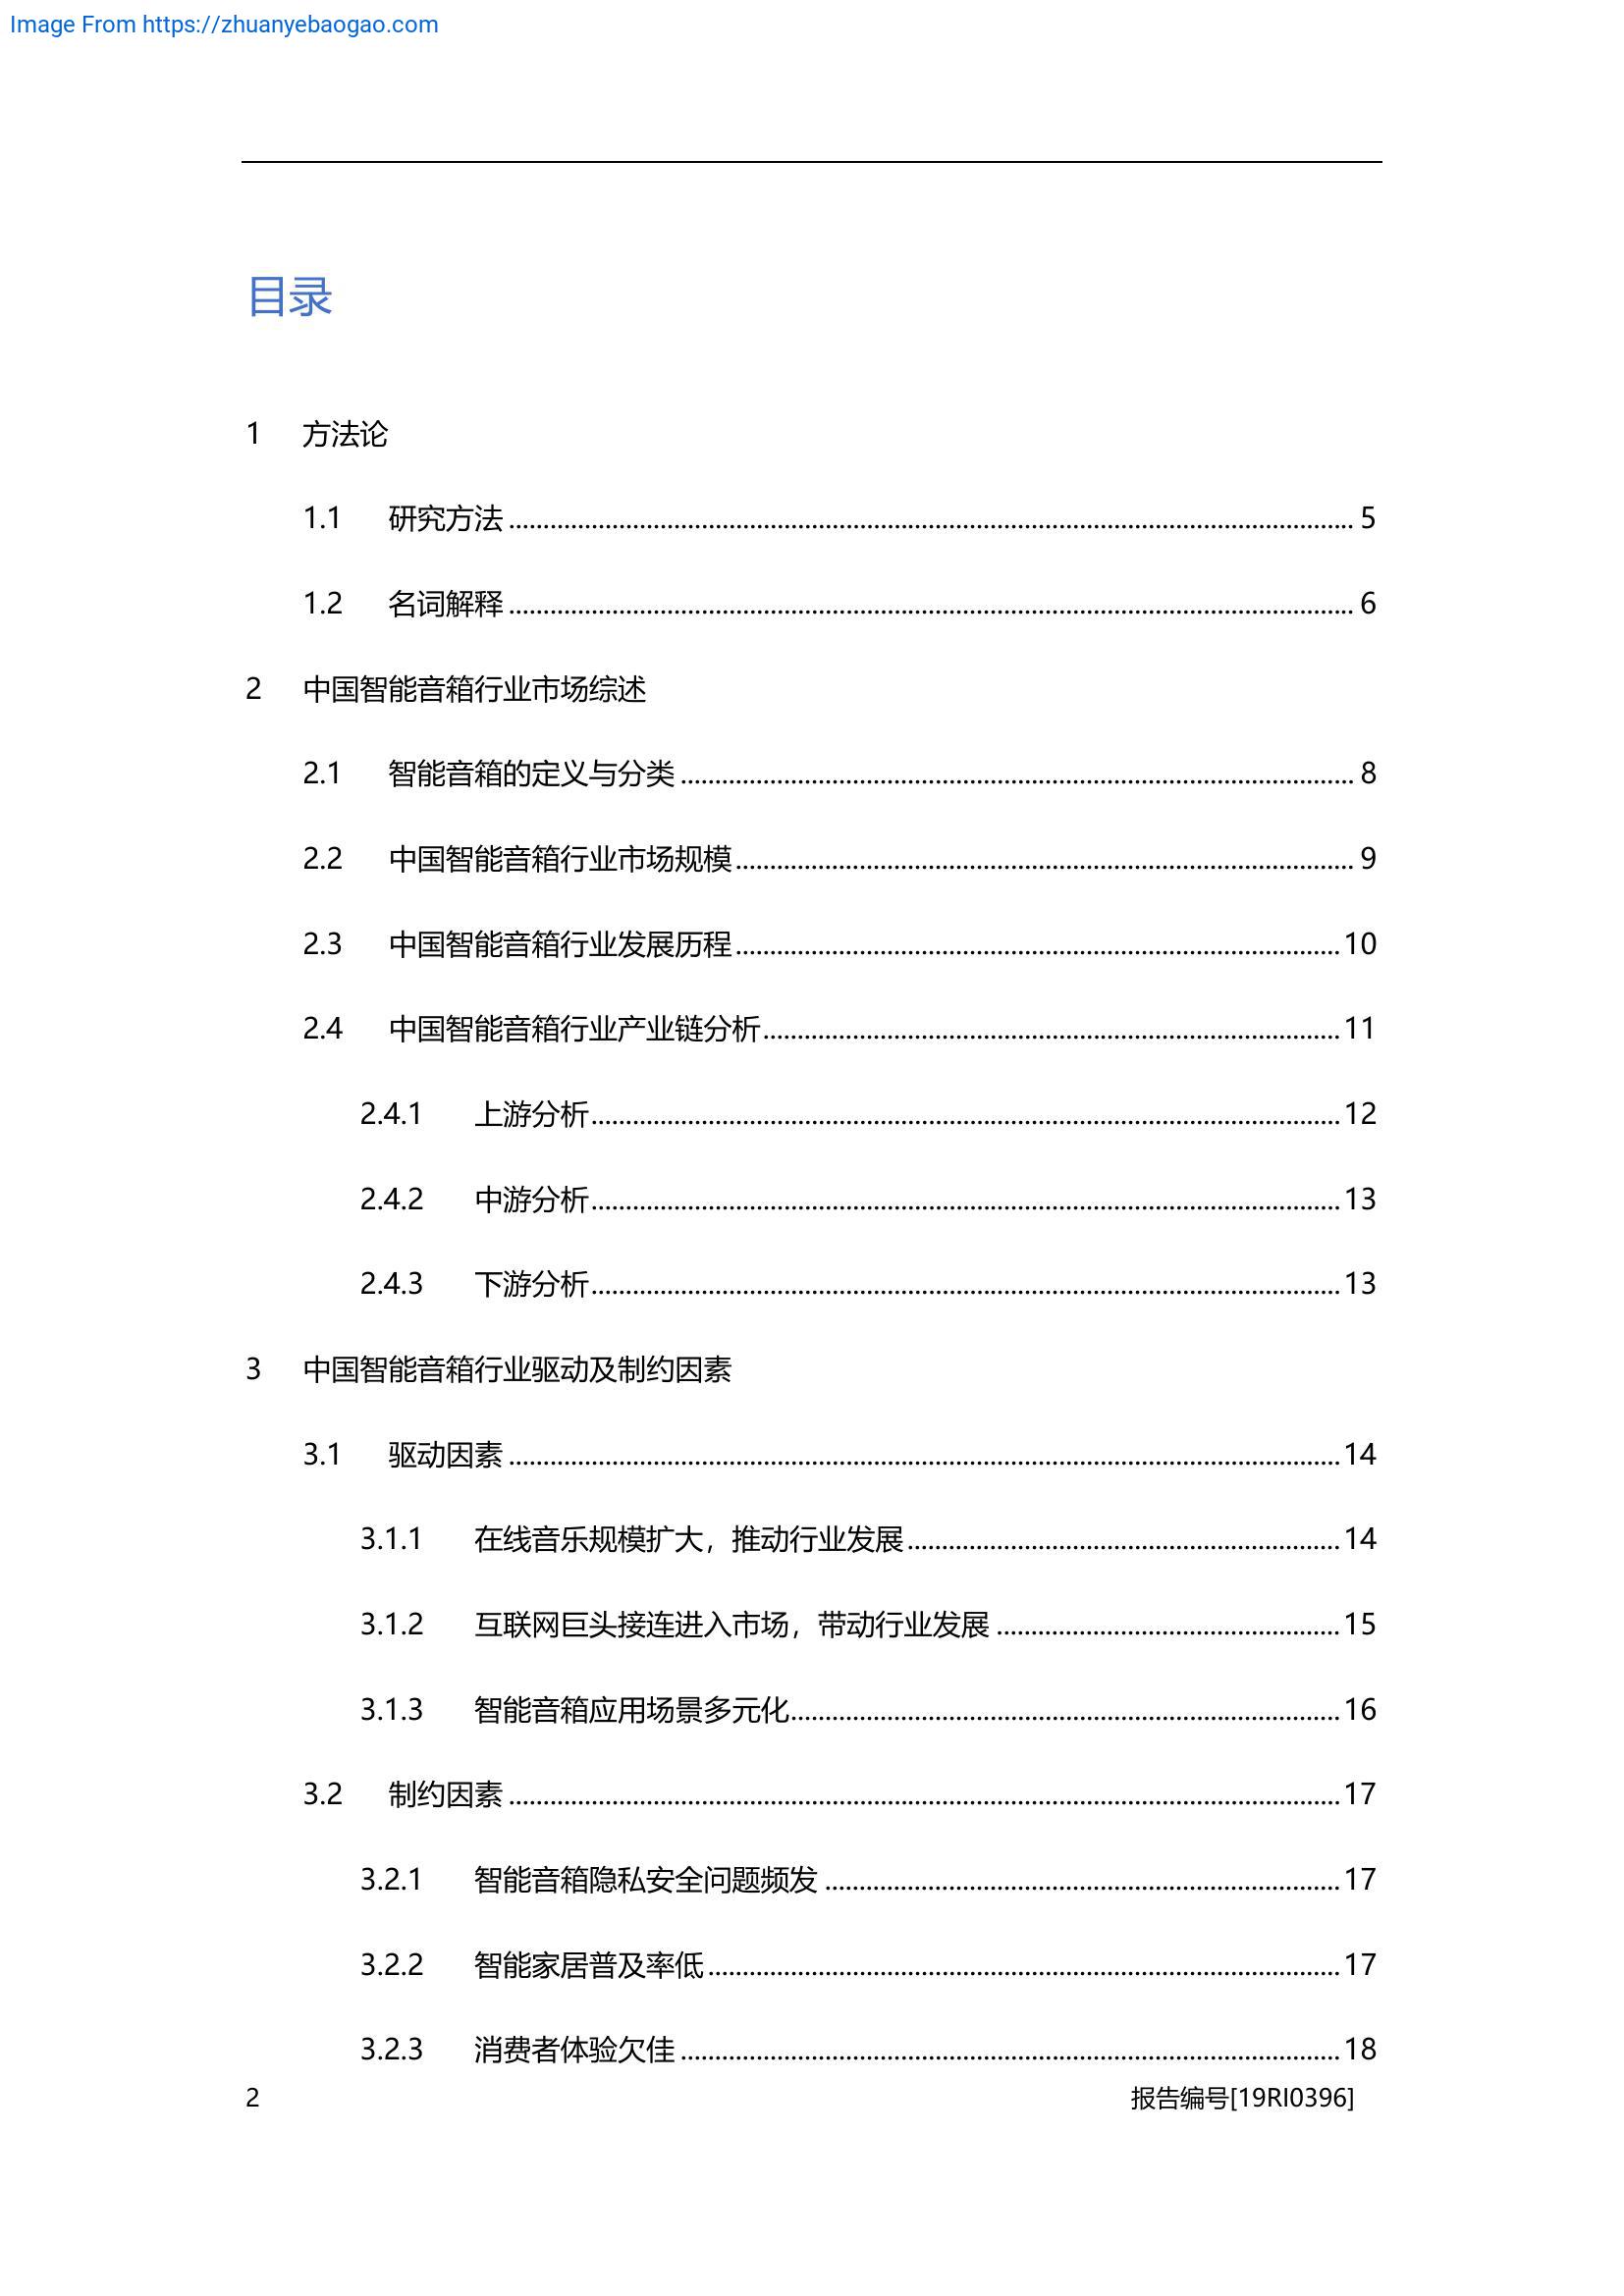 Image From https://zhuanyebaogao.com
目录
1 方法论
1.1 研究方法 ........................................ 5
1.2 名词解释 ........................................ 6
2 中国智能音箱行业市场综述
2.1 智能音箱的定义与分类 ........................................ 8
2.2 中国智能音箱行业市场规模 ........................................ 9
2.3 中国智能音箱行业发展历程 ........................................ 10
2.4 中国智能音箱行业产业链分析 ........................................ 11
2.4.1 上游分析 ........................................ 12
2.4.2 中游分析 ........................................ 13
2.4.3 下游分析 ........................................ 13
3 中国智能音箱行业驱动及制约因素
3.1 驱动因素 ........................................ 14
3.1.1 在线音乐规模扩大，推动行业发展 ........................................ 14
3.1.2 互联网巨头接连进入市场，带动行业发展 ........................................ 15
3.1.3 智能音箱应用场景多元化 ........................................ 16
3.2 制约因素 ........................................ 17
3.2.1 智能音箱隐私安全问题频发 ........................................ 17
3.2.2 智能家居普及率低 ........................................ 17
3.2.3 消费者体验欠佳 ........................................ 18
2 报告编号[19RI0396]